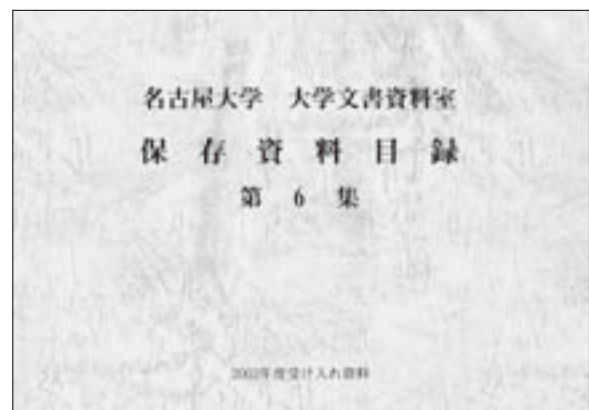 名古屋大学 大学文書資料室
保存資料目録
第6集
年度受け入れ資料